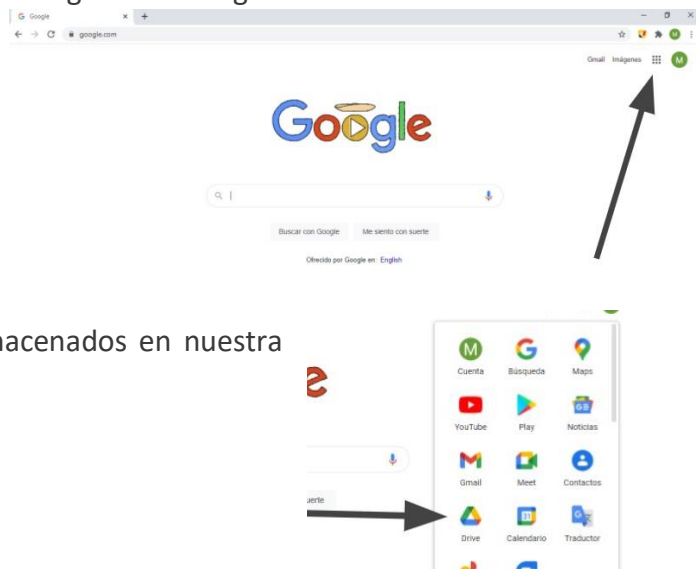 Google
google.com
Gmail Imágenes M
Google
Buscar con Google Me siento con suerte
Ofrecido por Google en: English
macenados en nuestra
M
Cuenta Búsqueda Maps
YouTube Play Noticias
Gmail Meet Contactos
uerte
Drive Calendario Traductor